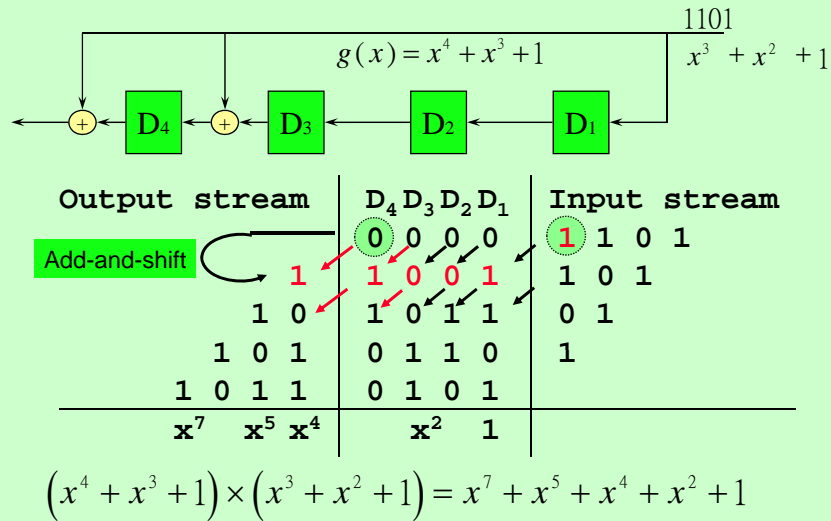 1101
g(x) = x⁴ + x³ + 1
x³ + x² + 1
+ D₄ + D₃ D₂ D₁
Output stream D₄ D₃ D₂ D₁ Input stream
0 0 0 0 1 1 0 1
Add-and-shift
1 1 0 0 1 1 0 1
1 0 1 0 1 1 0 1
1 0 1 0 1 1 0 1
1 0 1 1 0 1 0 1
x⁷ x⁵ x⁴ x² 1
(x⁴ + x³ + 1) × (x³ + x² + 1) = x⁷ + x⁵ + x⁴ + x² + 1